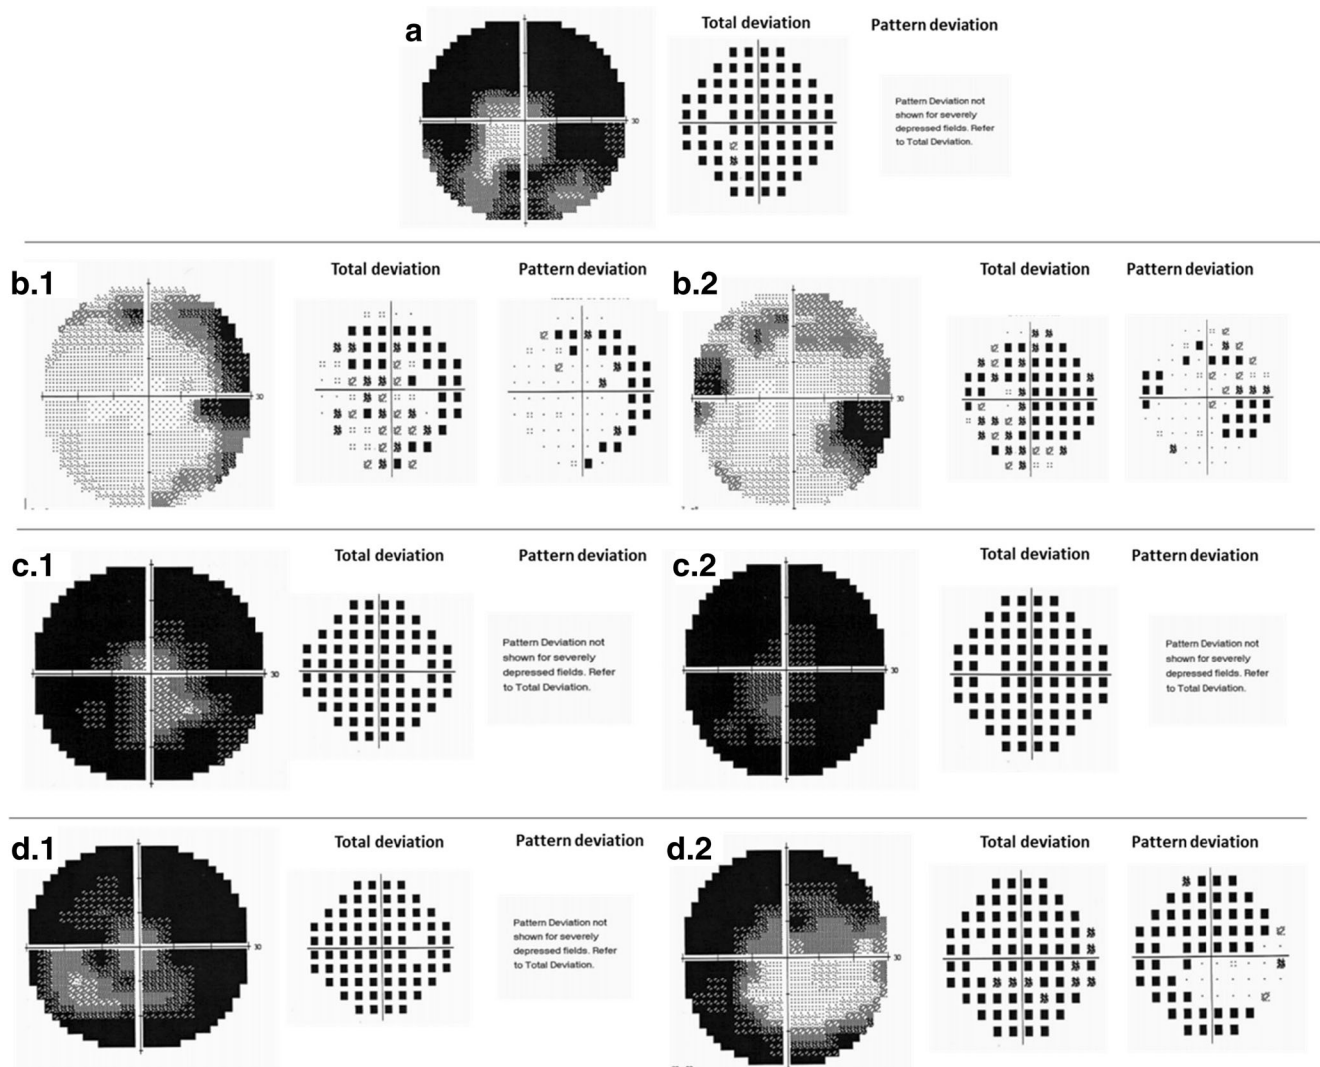 a
Total deviation
Pattern deviation
30
Pattern Deviation not
shown for severely
depressed fields. Refer
to Total Deviation.
b.1
Total deviation
Pattern deviation
30
b.2
Total deviation
Pattern deviation
30
c.1
Total deviation
Pattern deviation
30
Pattern Deviation not
shown for severely
depressed fields. Refer
to Total Deviation.
c.2
Total deviation
Pattern deviation
30
Pattern Deviation not
shown for severely
depressed fields. Refer
to Total Deviation.
d.1
Total deviation
Pattern deviation
30
Pattern Deviation not
shown for severely
depressed fields. Refer
to Total Deviation.
d.2
Total deviation
Pattern deviation
30